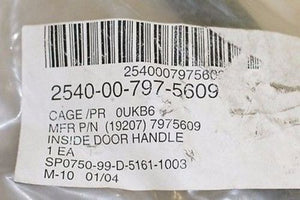 2540007975609
2540-00-797-5609
CAGE /PR 0UKB6
MFR P/N (19207) 7975609
INSIDE DOOR HANDLE
1 EA
SP0750-99-D-5161-1003
M-10 01/04